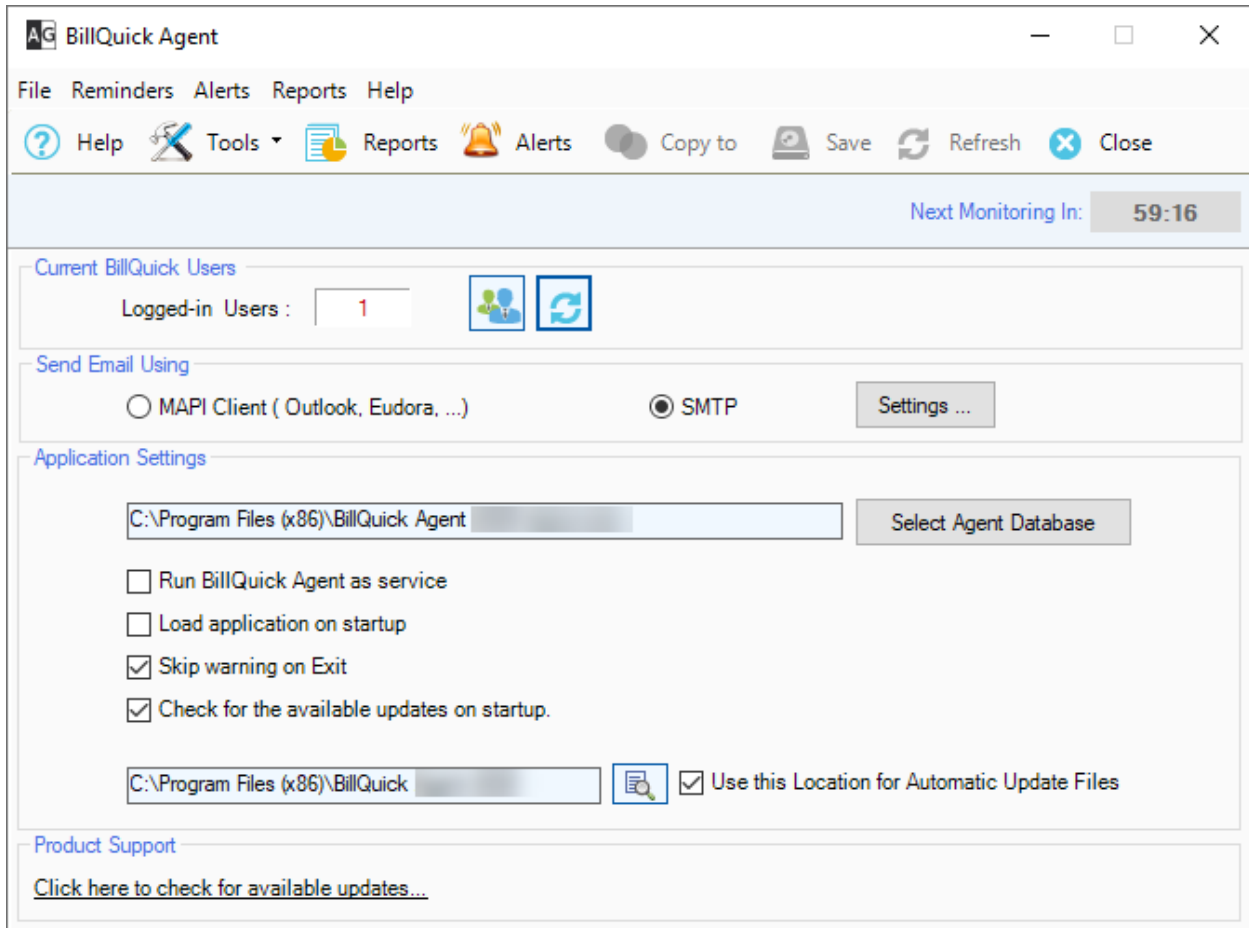 AG BillQuick Agent
File Reminders Alerts Reports Help
Help Tools Reports Alerts Copy to Save Refresh Close
Next Monitoring In: 59:16
Current BillQuick Users
Logged-in Users : 1
Send Email Using
MAPI Client ( Outlook, Eudora, ...) SMTP Settings ...
Application Settings
C:\Program Files (x86)\BillQuick Agent Select Agent Database
Run BillQuick Agent as service
Load application on startup
Skip warning on Exit
Check for the available updates on startup.
C:\Program Files (x86)\BillQuick Use this Location for Automatic Update Files
Product Support
Click here to check for available updates...